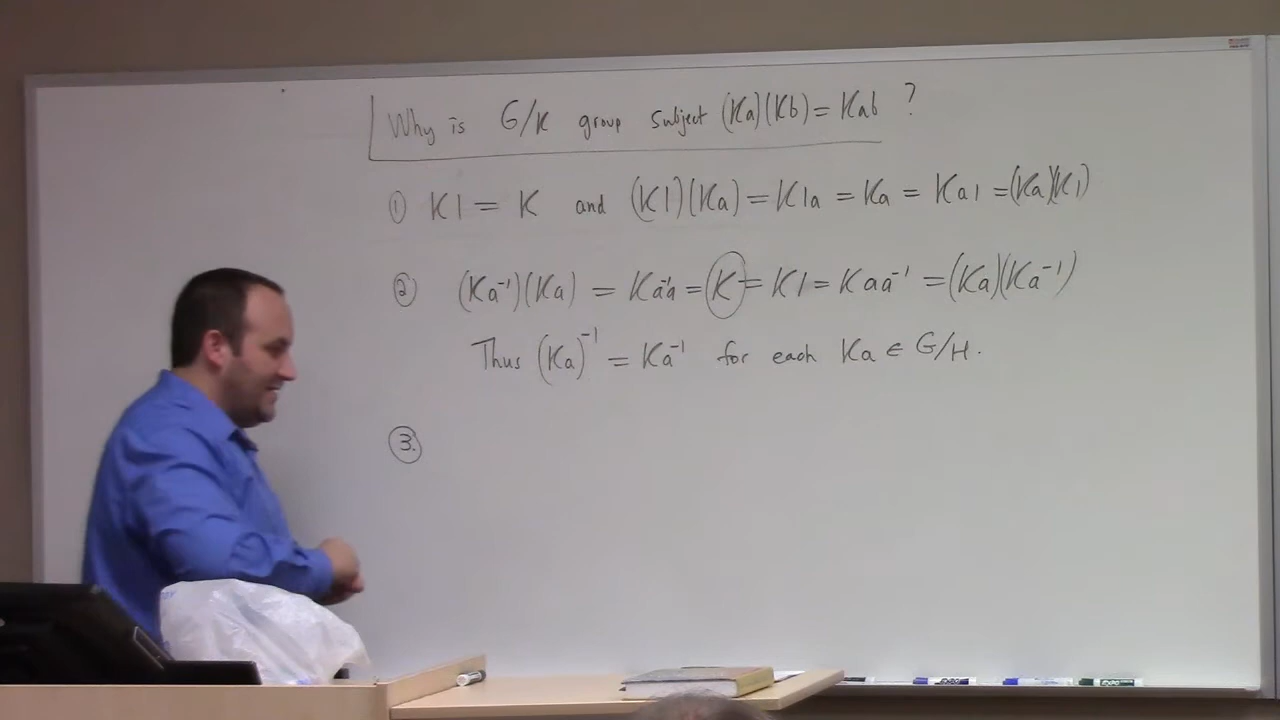 Why is G/K group subject (Ka)(Kb) = Kab ?
① K1 = K and (K1)(Ka) = K1a = Ka = Ka1 = (Ka)(K1)
② (Ka⁻¹)(Ka) = Ka⁻¹a = K = K1 = Kaa⁻¹ = (Ka)(Ka⁻¹)
Thus (Ka)⁻¹ = Ka⁻¹ for each Ka ∈ G/H.
③.
EXPO